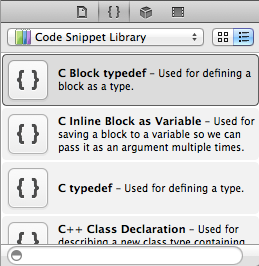 { }
Code Snippet Library
{ }
C Block typedef – Used for defining a
block as a type.
{ }
C Inline Block as Variable – Used for
saving a block to a variable so we can
pass it as an argument multiple times.
{ }
C typedef – Used for defining a type.
{ }
C++ Class Declaration – Used for
describing a new class type containing